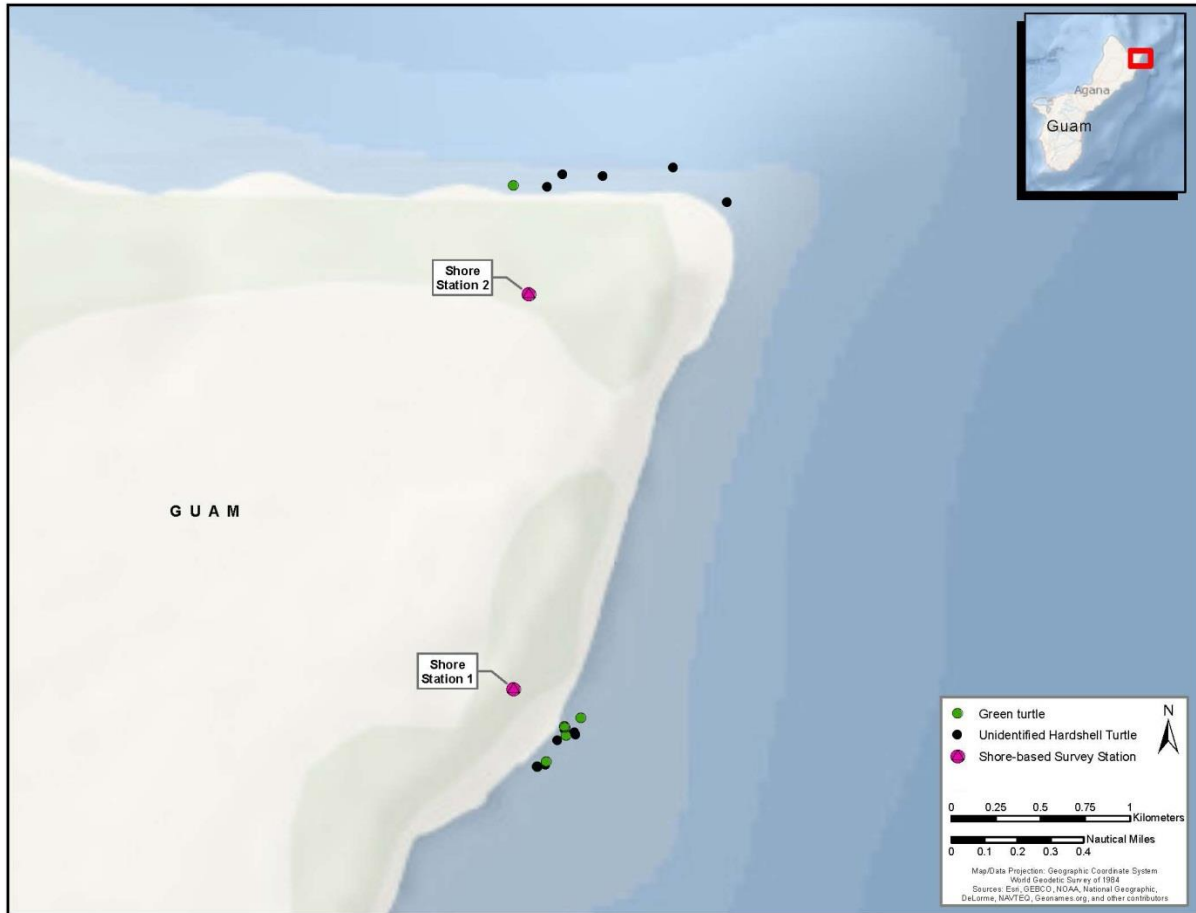 Agana
Guam
Shore
Station 2
GUAM
Shore
Station 1
Green turtle
Unidentified Hardshell Turtle
Shore-based Survey Station
N
0 0.25 0.5 0.75 1
Kilometers
Nautical Miles
0 0.1 0.2 0.3 0.4
Map/Data Projection: Geographic Coordinate System
World Geodetic Survey of 1984
Sources: Esri, GEBCO, NOAA, National Geographic,
DeLorme, NAVTEQ, Geonames.org, and other contributors